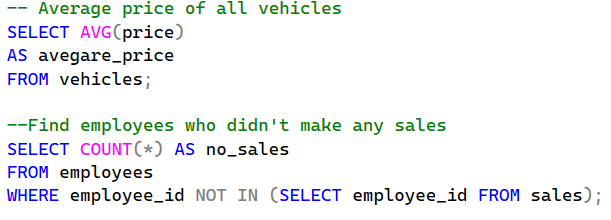 -- Average price of all vehicles
SELECT AVG(price)
AS avegare_price
FROM vehicles;
--Find employees who didn't make any sales
SELECT COUNT(*) AS no_sales
FROM employees
WHERE employee_id NOT IN (SELECT employee_id FROM sales);